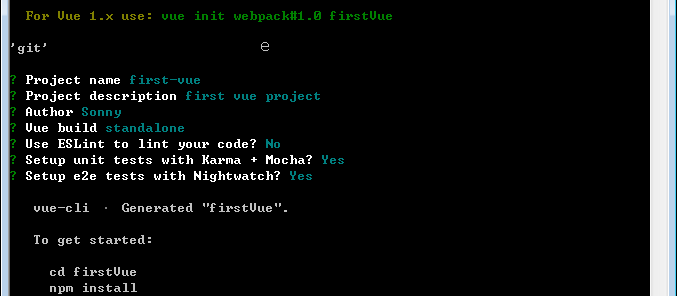 For Vue 1.x use: vue init webpack#1.0 firstVue
'git'
? Project name first-vue
? Project description first vue project
? Author Sonny
? Vue build standalone
? Use ESLint to lint your code? No
? Setup unit tests with Karma + Mocha? Yes
? Setup e2e tests with Nightwatch? Yes
vue-cli · Generated "firstVue".
To get started:
cd firstVue
npm install